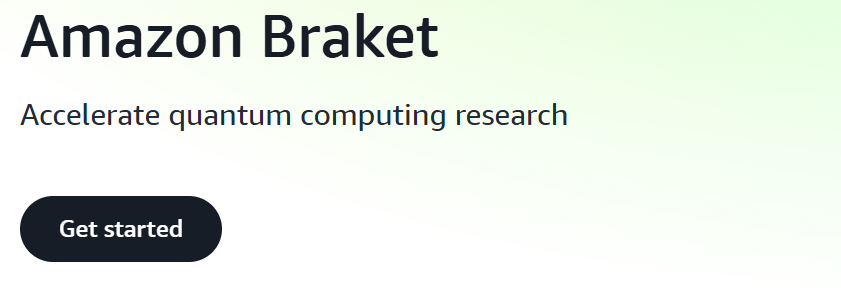 Amazon Braket
Accelerate quantum computing research
Get started